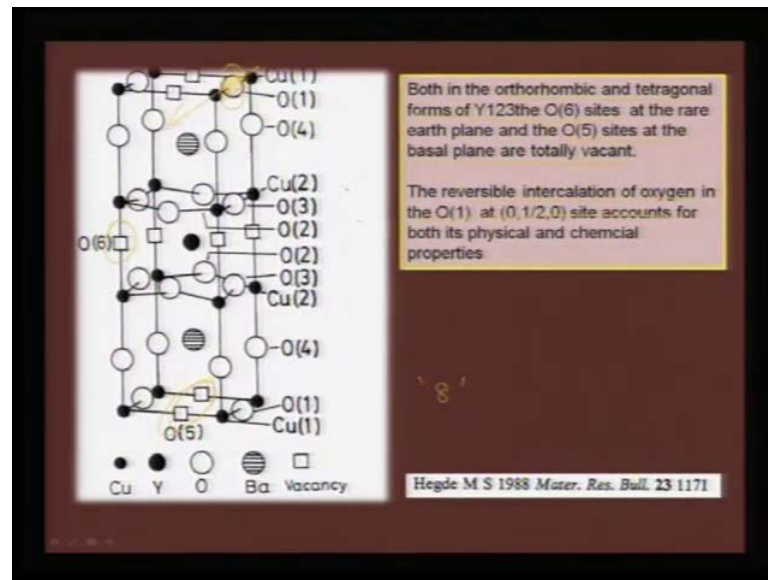 Cu(1)
O(1)
O(4)
Cu(2)
O(3)
O(2)
O(6)
O(2)
O(3)
Cu(2)
O(4)
O(1)
Cu(1)
O(5)
Cu Y O Ba Vacancy
Both in the orthorhombic and tetragonal
forms of Y123the O(6) sites at the rare
earth plane and the O(5) sites at the
basal plane are totally vacant.
The reversible intercalation of oxygen in
the O(1) at (0,1/2,0) site accounts for
both its physical and chemcial
properties
' 8 '
Hegde M S 1988 Mater. Res. Bull. 23 1171